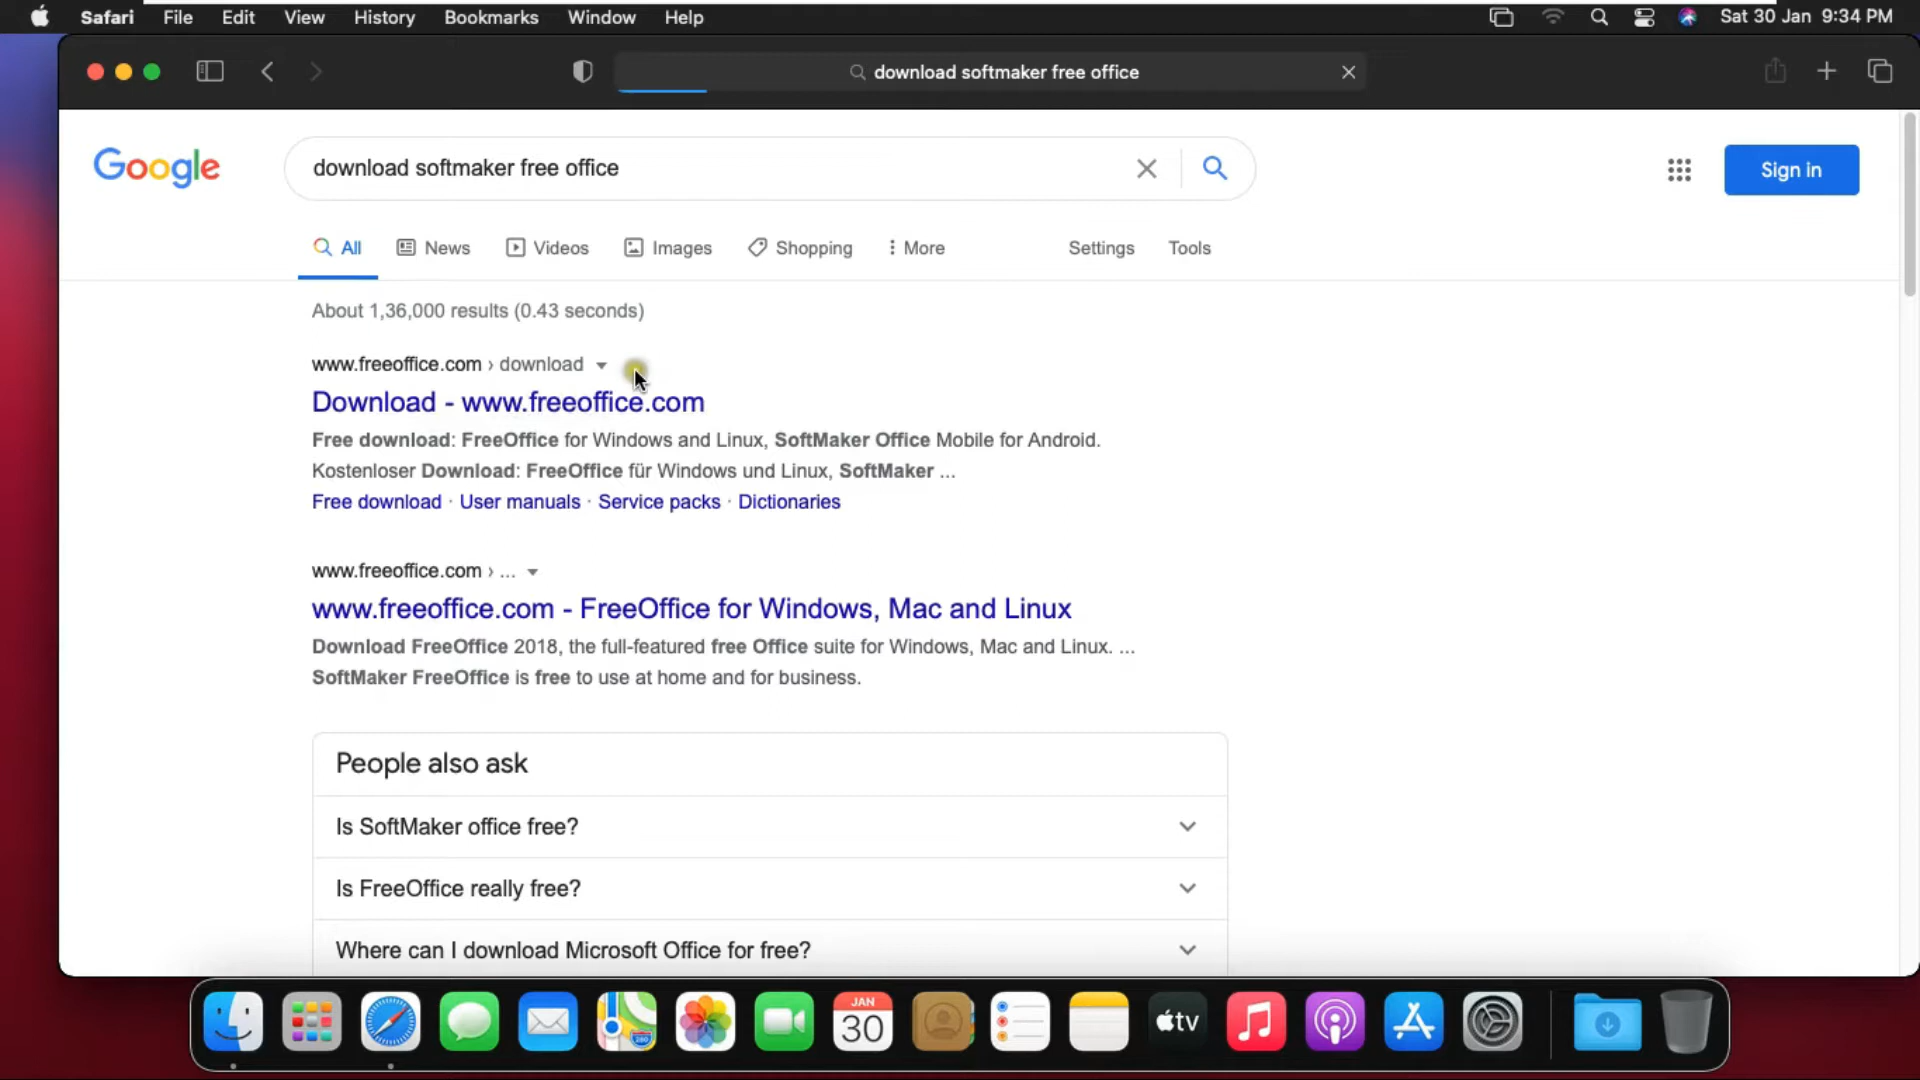 Safari File Edit View History Bookmarks Window Help Sat 30 Jan 9:34 PM
download softmaker free office
Google download softmaker free office Sign in
All News Videos Images Shopping More Settings Tools
About 1,36,000 results (0.43 seconds)
www.freeoffice.com › download
Download - www.freeoffice.com
Free download: FreeOffice for Windows and Linux, SoftMaker Office Mobile for Android.
Kostenloser Download: FreeOffice für Windows und Linux, SoftMaker ...
Free download · User manuals · Service packs · Dictionaries
www.freeoffice.com › ...
www.freeoffice.com - FreeOffice for Windows, Mac and Linux
Download FreeOffice 2018, the full-featured free Office suite for Windows, Mac and Linux. ...
SoftMaker FreeOffice is free to use at home and for business.
People also ask
Is SoftMaker office free?
Is FreeOffice really free?
Where can I download Microsoft Office for free?
280
JAN
30
tv